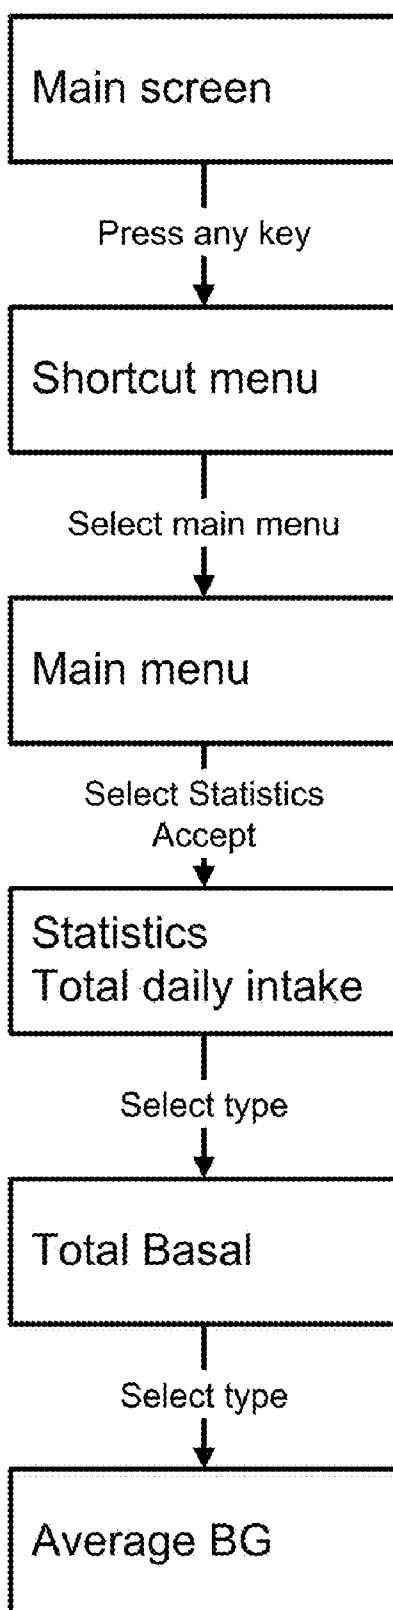 Main screen
Press any key
Shortcut menu
Select main menu
Main menu
Select Statistics
Accept
Statistics
Total daily intake
Select type
Total Basal
Select type
Average BG